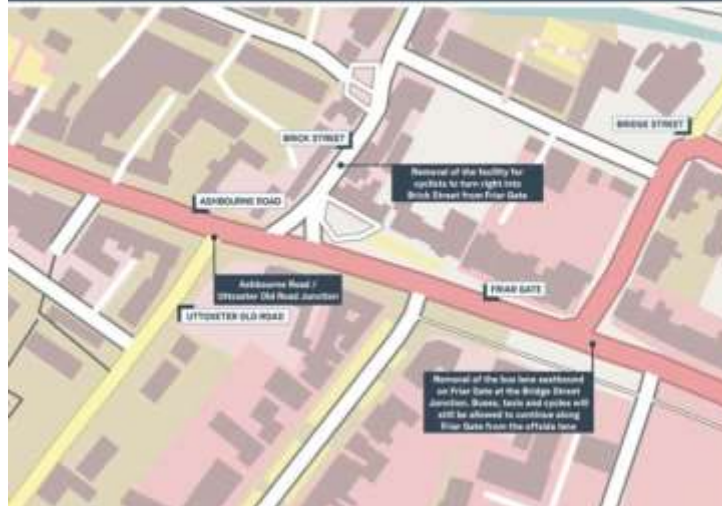 BRIDGE STREET
BRICK STREET
Removal of the facility for
cyclists to turn right into
Brick Street from Friar Gate
ASHBOURNE ROAD
Ashbourne Road /
Uttoxeter Old Road Junction
FRIAR GATE
UTTOXETER OLD ROAD
Removal of the bus lane eastbound
on Friar Gate at the Bridge Street
Junction. Buses, taxis and cycles will
still be allowed to continue along
Friar Gate from the offside lane